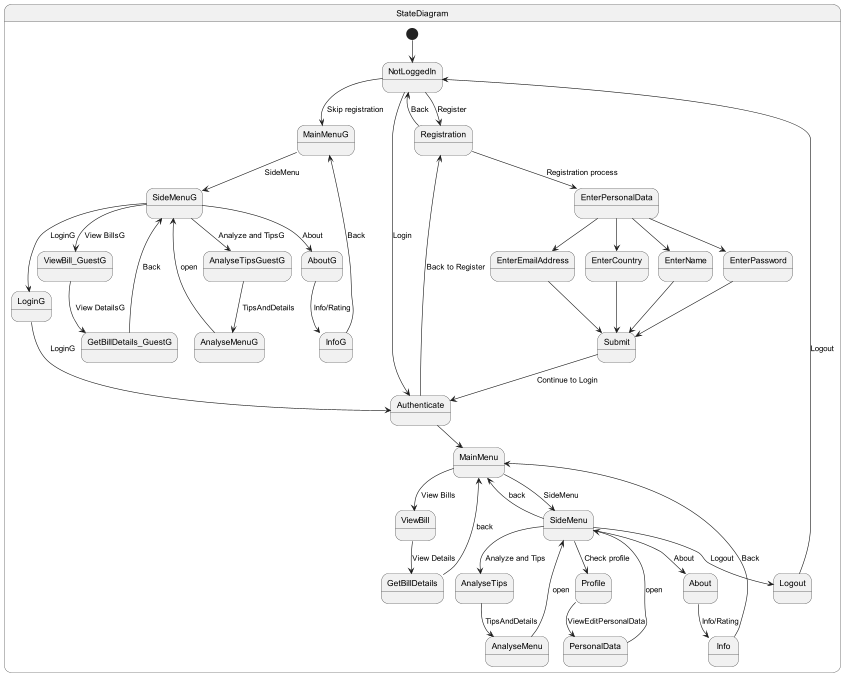 StateDiagram
NotLoggedIn
Skip registration
Back
Register
MainMenuG
Registration
SideMenu
Registration process
SideMenuG
EnterPersonalData
LoginG
View BillsG
Analyze and TipsG
About
Back
Login
ViewBill_GuestG
AnalyseTipsGuestG
AboutG
EnterEmailAddress
EnterCountry
EnterName
EnterPassword
Back
open
Back to Register
LoginG
View DetailsG
TipsAndDetails
Info/Rating
GetBillDetails_GuestG
AnalyseMenuG
InfoG
Submit
LoginG
Logout
Continue to Login
Authenticate
MainMenu
View Bills
back
SideMenu
ViewBill
SideMenu
back
View Details
Analyze and Tips
Check profile
About
Logout
Back
GetBillDetails
AnalyseTips
Profile
About
Logout
open
open
TipsAndDetails
ViewEditPersonalData
Info/Rating
AnalyseMenu
PersonalData
Info